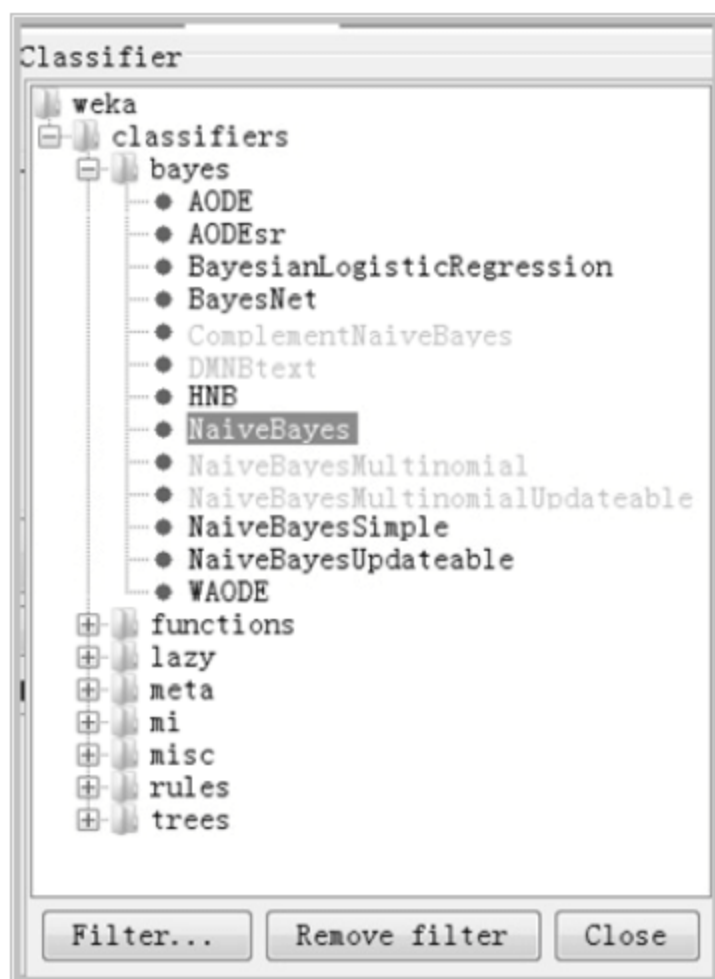 Classifier
weka
classifiers
bayes
AODE
AODEsr
BayesianLogisticRegression
BayesNet
ComplementNaiveBayes
DMNBtext
HNB
NaiveBayes
NaiveBayesMultinomial
NaiveBayesMultinomialUpdateable
NaiveBayesSimple
NaiveBayesUpdateable
WAODE
functions
lazy
meta
mi
misc
rules
trees
Filter... Remove filter Close